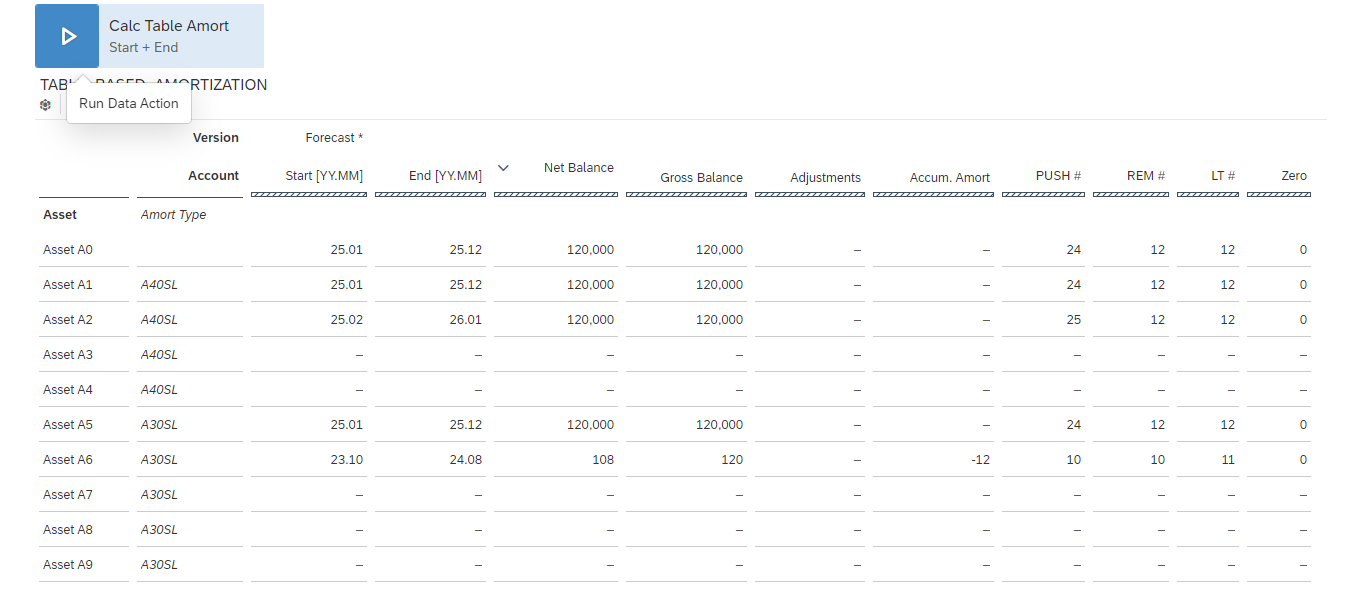 Calc Table Amort
Start + End
TABL BASED AMORTIZATION
Run Data Action
Version Forecast *
Account Start [YY.MM] End [YY.MM] Net Balance Gross Balance Adjustments Accum. Amort PUSH # REM # LT # Zero
Asset Amort Type
Asset A0 25.01 25.12 120,000 120,000 – – 24 12 12 0
Asset A1 A40SL 25.01 25.12 120,000 120,000 – – 24 12 12 0
Asset A2 A40SL 25.02 26.01 120,000 120,000 – – 25 12 12 0
Asset A3 A40SL – – – – – – – – – –
Asset A4 A40SL – – – – – – – – – –
Asset A5 A30SL 25.01 25.12 120,000 120,000 – – 24 12 12 0
Asset A6 A30SL 23.10 24.08 108 120 – -12 10 10 11 0
Asset A7 A30SL – – – – – – – – – –
Asset A8 A30SL – – – – – – – – – –
Asset A9 A30SL – – – – – – – – – –